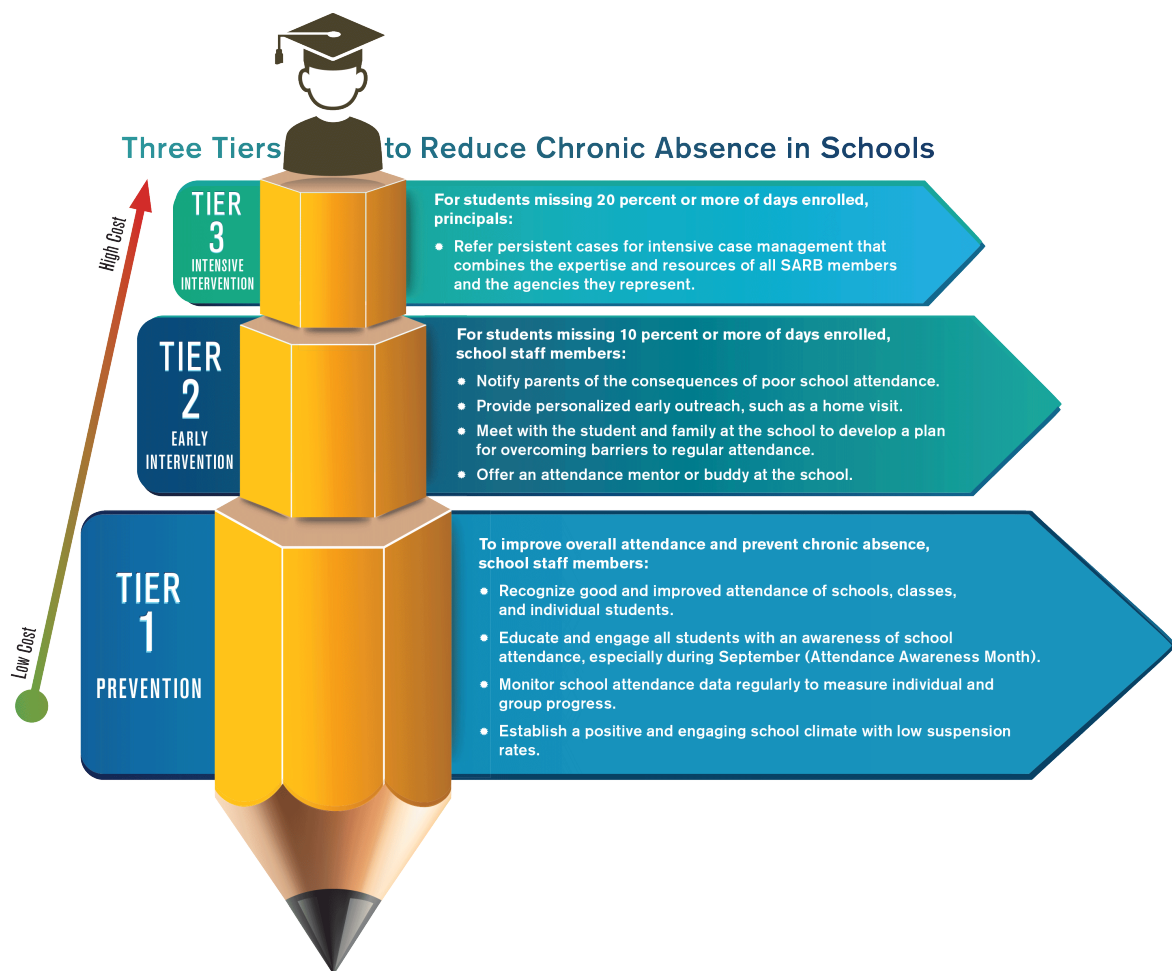 Three Tiers to Reduce Chronic Absence in Schools
High Cost
Low Cost
TIER
3
INTENSIVE
INTERVENTION
For students missing 20 percent or more of days enrolled,
principals:
Refer persistent cases for intensive case management that
combines the expertise and resources of all SARB members
and the agencies they represent.
TIER
2
EARLY
INTERVENTION
For students missing 10 percent or more of days enrolled,
school staff members:
Notify parents of the consequences of poor school attendance.
Provide personalized early outreach, such as a home visit.
Meet with the student and family at the school to develop a plan
for overcoming barriers to regular attendance.
Offer an attendance mentor or buddy at the school.
TIER
1
PREVENTION
To improve overall attendance and prevent chronic absence,
school staff members:
Recognize good and improved attendance of schools, classes,
and individual students.
Educate and engage all students with an awareness of school
attendance, especially during September (Attendance Awareness Month).
Monitor school attendance data regularly to measure individual and
group progress.
Establish a positive and engaging school climate with low suspension
rates.